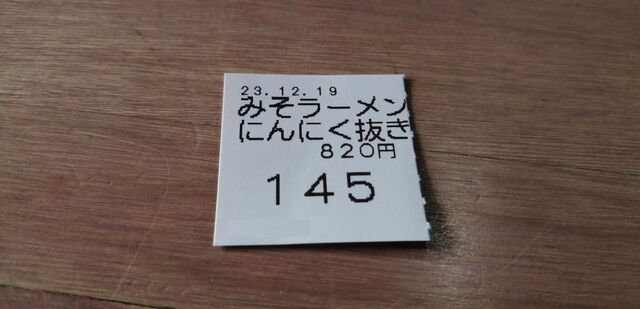 23.12.19
みそラーメン
にんにく抜き
820円
145